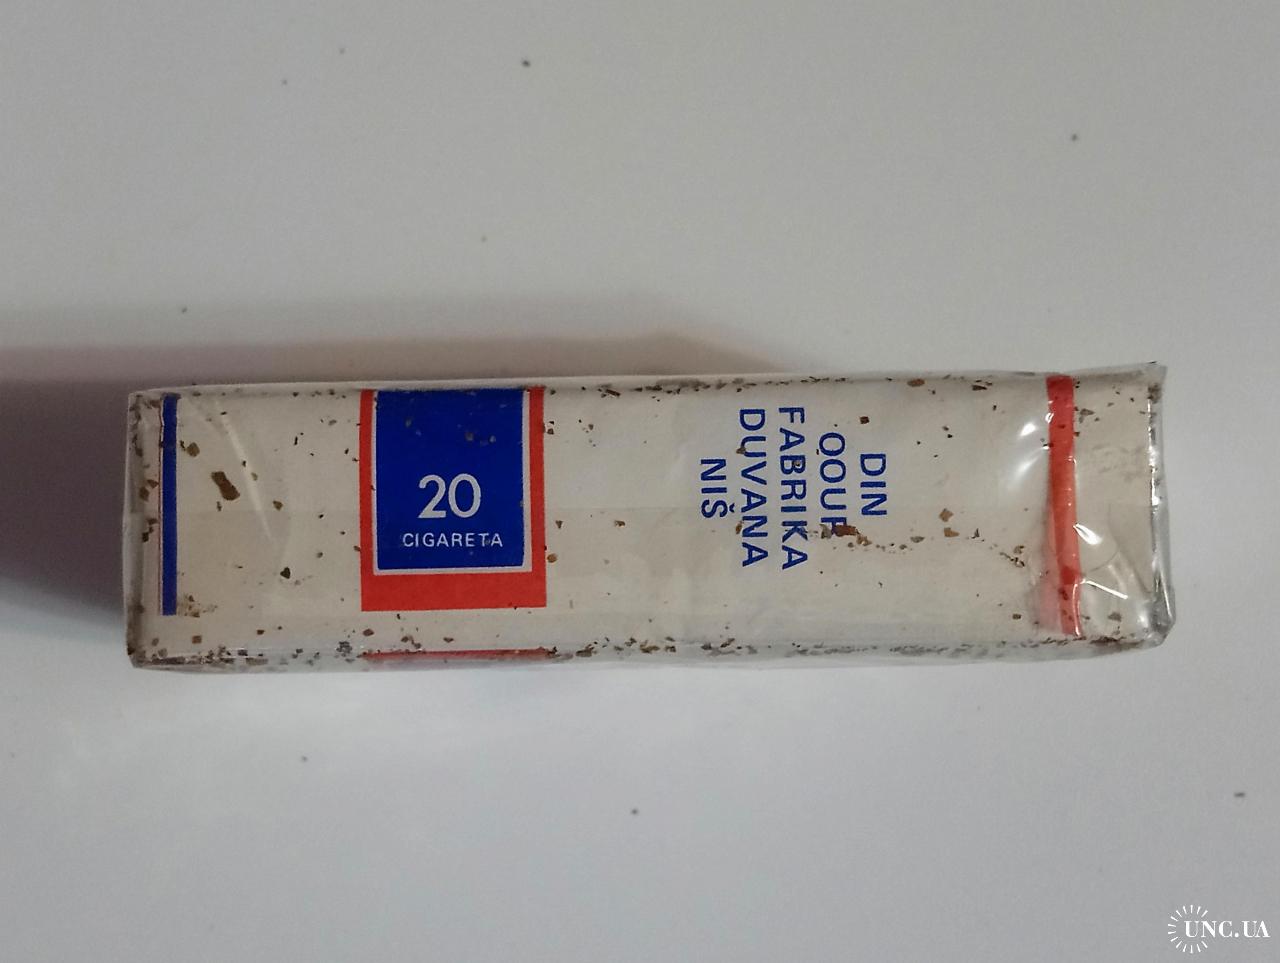 20
CIGARETA
DIN
OOUR
FABRIKA
DUVANA
NIŠ
UNC.UA